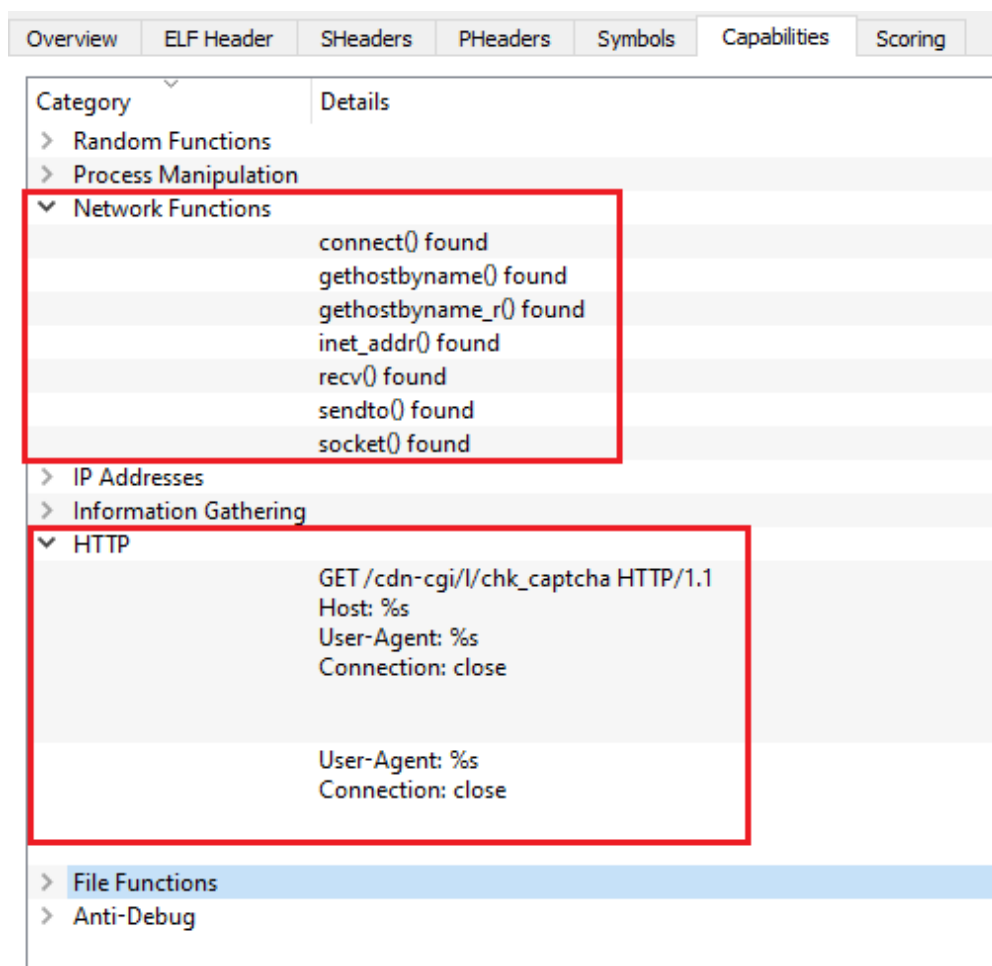 Overview ELF Header SHeaders PHeaders Symbols Capabilities Scoring
Category Details
Random Functions
Process Manipulation
Network Functions
connect() found
gethostbyname() found
gethostbyname_r() found
inet_addr() found
recv() found
sendto() found
socket() found
IP Addresses
Information Gathering
HTTP
GET /cdn-cgi/l/chk_captcha HTTP/1.1
Host: %s
User-Agent: %s
Connection: close
User-Agent: %s
Connection: close
File Functions
Anti-Debug